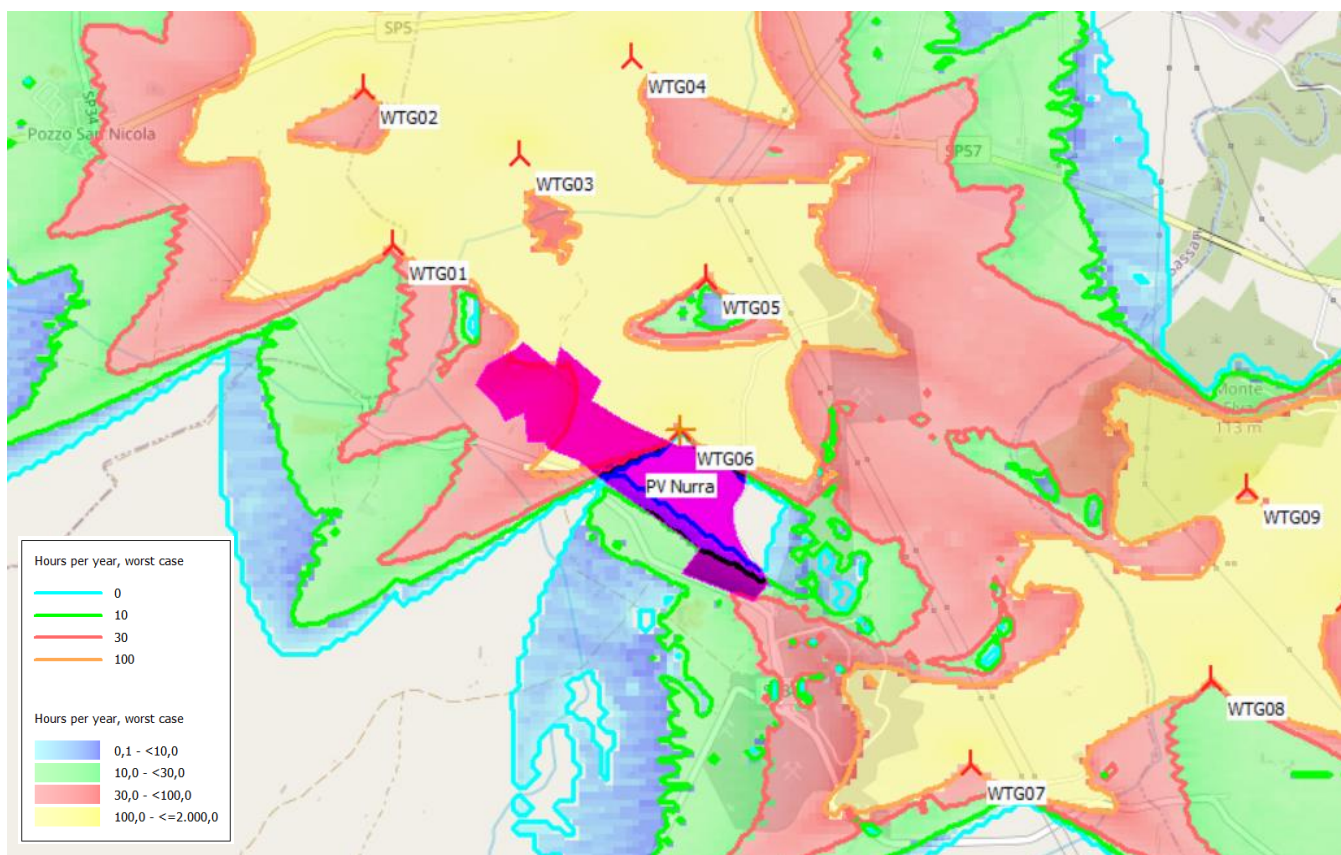 SP5
WTG04
WTG02
SP34
Pozzo San Nicola
SP57
WTG03
Sassari
WTG01
WTG05
Monte
Elva
113 m
WTG06
PV Nurra
WTG09
WTG08
WTG07
Hours per year, worst case
0
10
30
100
Hours per year, worst case
0,1 - <10,0
10,0 - <30,0
30,0 - <100,0
100,0 - <=2.000,0